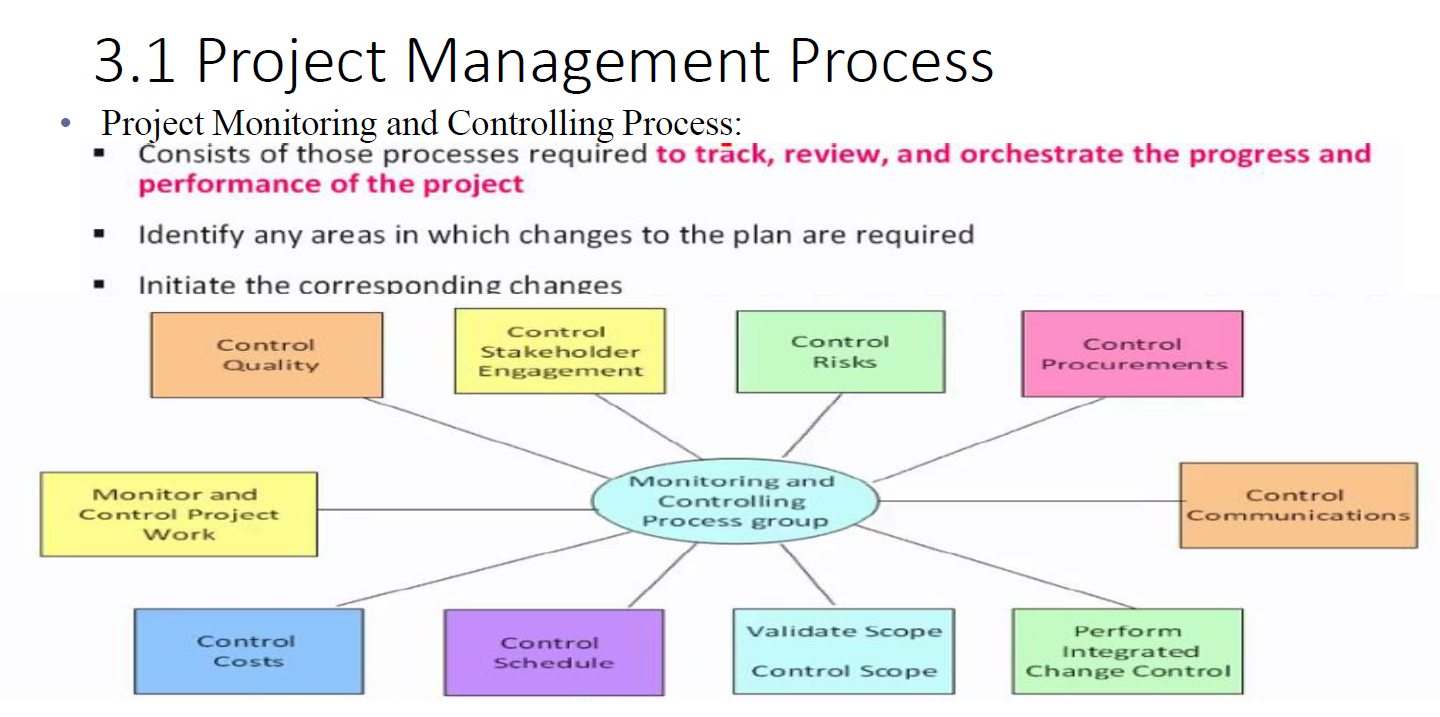 3.1 Project Management Process
• Project Monitoring and Controlling Process:
▪ Consists of those processes required to track, review, and orchestrate the progress and
performance of the project
▪ Identify any areas in which changes to the plan are required
▪ Initiate the corresponding changes
Control
Quality
Control
Stakeholder
Engagement
Control
Risks
Control
Procurements
Monitor and
Control Project
Work
Monitoring and
Controlling
Process group
Control
Communications
Control
Costs
Control
Schedule
Validate Scope
Control Scope
Perform
Integrated
Change Control